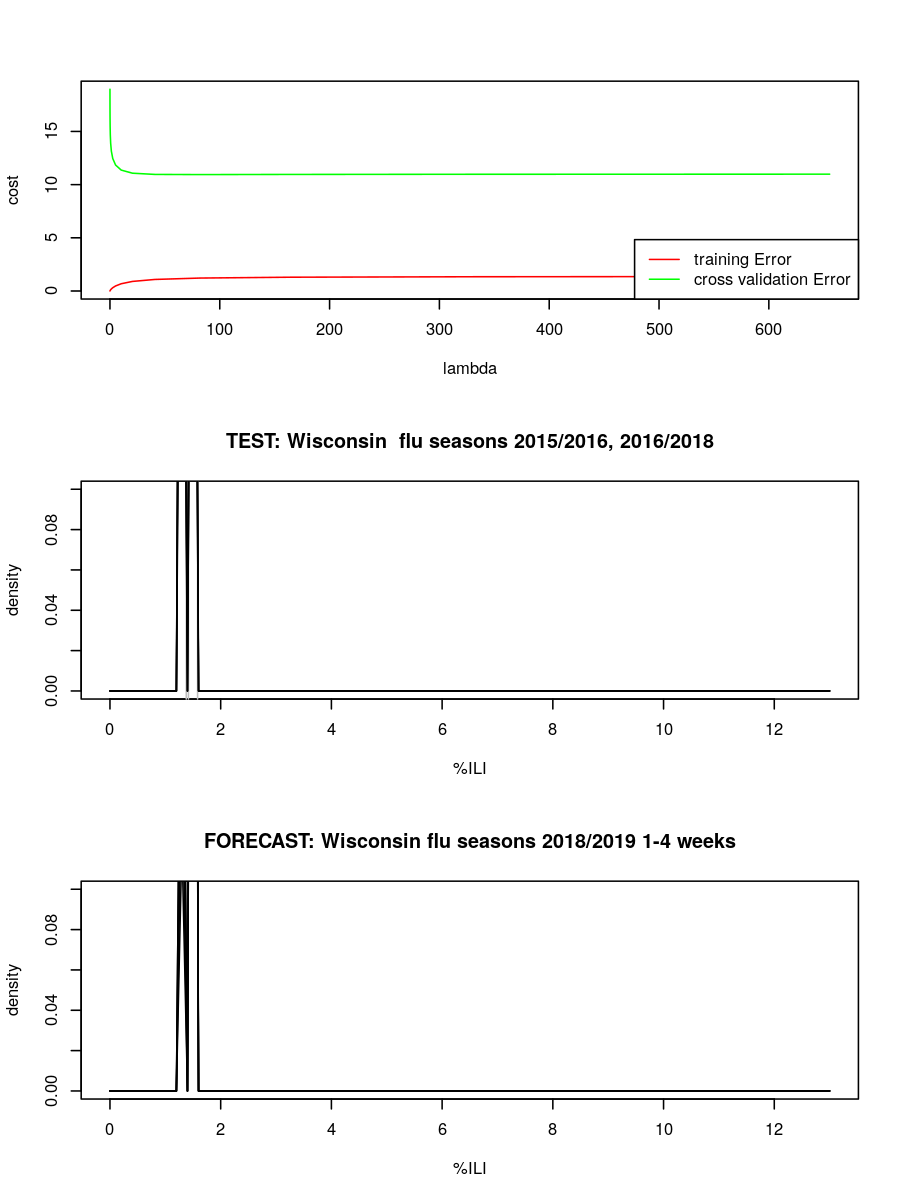 cost
15
10
5
0
training Error
cross validation Error
0 100 200 300 400 500 600
lambda
TEST: Wisconsin  flu seasons 2015/2016, 2016/2018
density
0.08
0.04
0.00
0 2 4 6 8 10 12
%ILI
FORECAST: Wisconsin flu seasons 2018/2019 1-4 weeks
density
0.08
0.04
0.00
0 2 4 6 8 10 12
%ILI